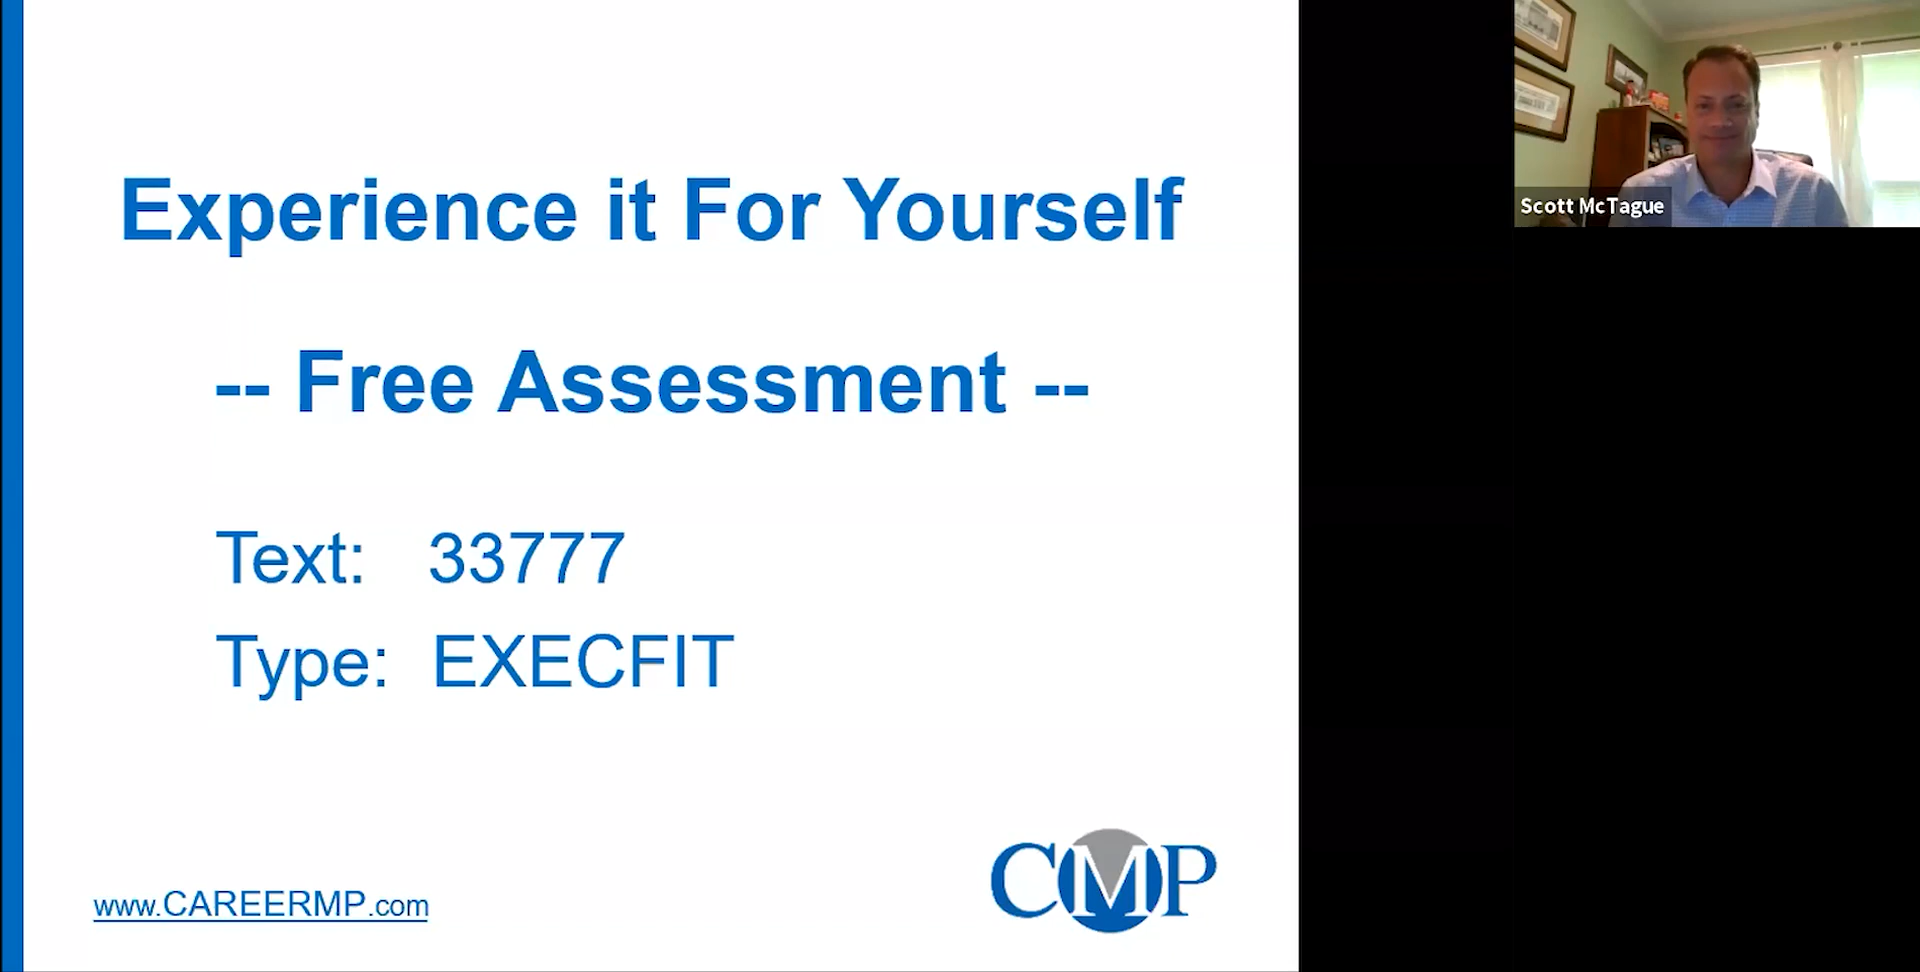 Experience it For Yourself
-- Free Assessment --
Text: 33777
Type: EXECFIT
www.CAREERMP.com
CMP
Scott McTague